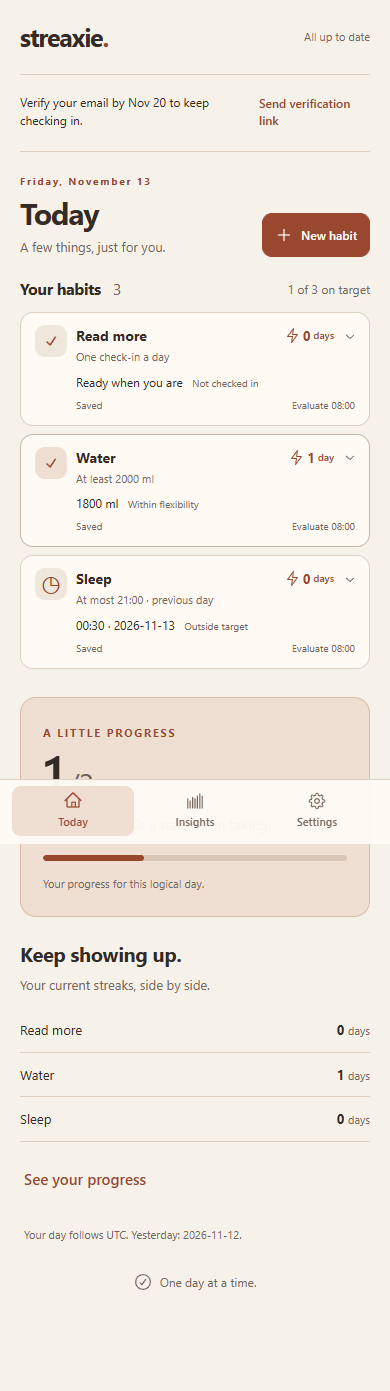 streaxie.
All up to date
Verify your email by Nov 20 to keep
checking in.
Send verification
link
Friday, November 13
Today
A few things, just for you.
New habit
Your habits 3
1 of 3 on target
Read more
0 days
One check-in a day
Ready when you are Not checked in
Saved
Evaluate 08:00
Water
1 day
At least 2000 ml
1800 ml Within flexibility
Saved
Evaluate 08:00
Sleep
0 days
At most 21:00 · previous day
00:30 · 2026-11-13 Outside target
Saved
Evaluate 08:00
A LITTLE PROGRESS
1
Today
Insights
Settings
Your progress for this logical day.
Keep showing up.
Your current streaks, side by side.
Read more
0 days
Water
1 days
Sleep
0 days
See your progress
Your day follows UTC. Yesterday: 2026-11-12.
One day at a time.